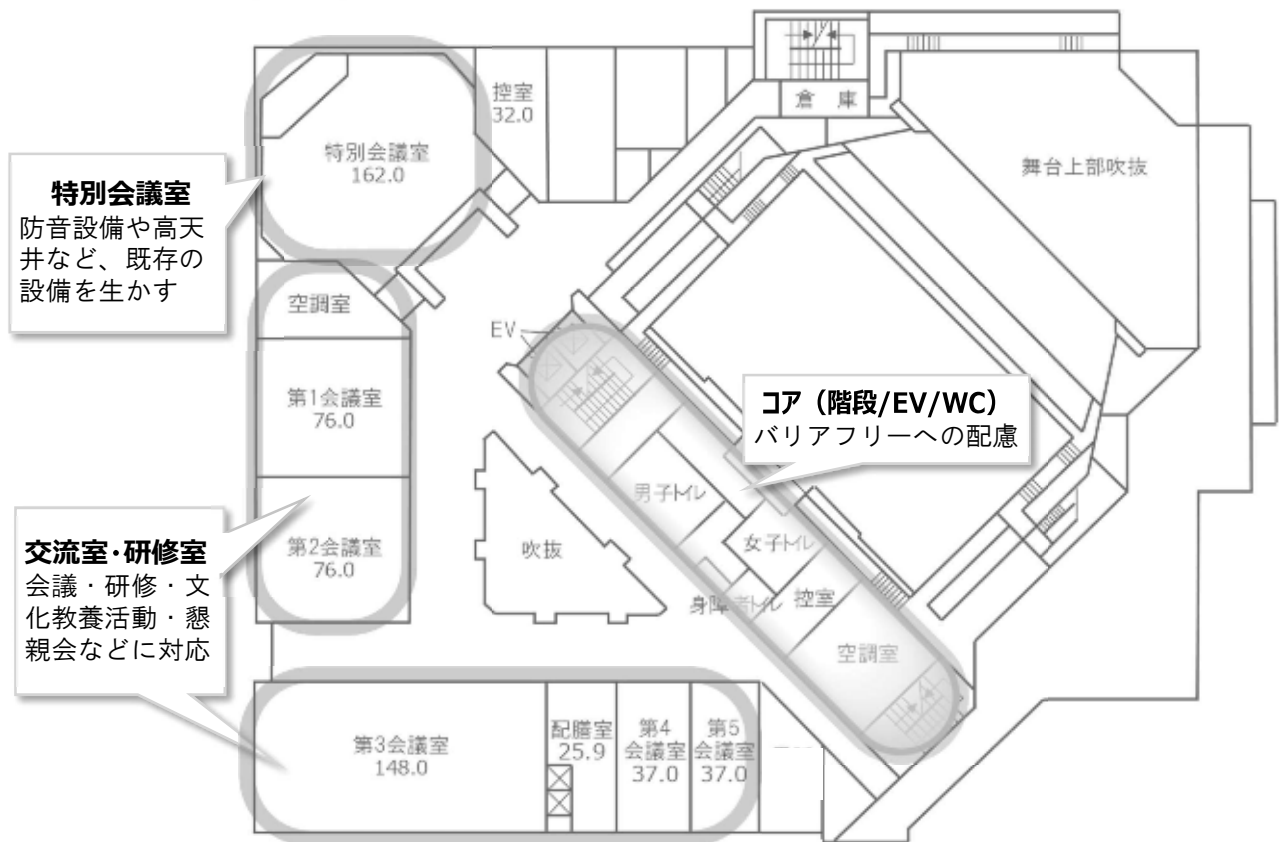 控室
32.0
倉 庫
特別会議室
162.0
舞台上部吹抜
特別会議室
防音設備や高天
井など、既存の
設備を生かす
空調室
EV
第1会議室
76.0
コア（階段/EV/WC）
バリアフリーへの配慮
男子トイレ
交流室・研修室
会議・研修・文
化教養活動・懇
親会などに対応
第2会議室
76.0
吹抜
女子トイレ
身障者トイレ
控室
空調室
第3会議室
148.0
配膳室
25.9
第4
会議室
37.0
第5
会議室
37.0